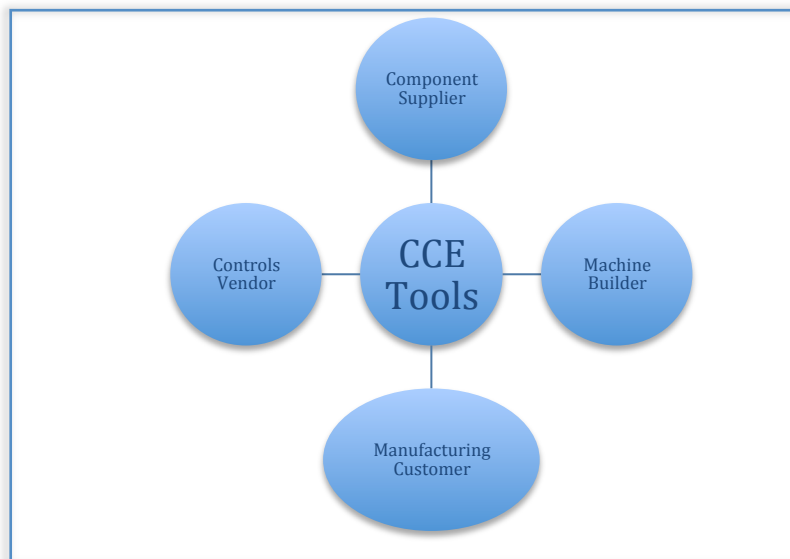 Component
Supplier
Controls
Vendor
CCE
Tools
Machine
Builder
Manufacturing
Customer